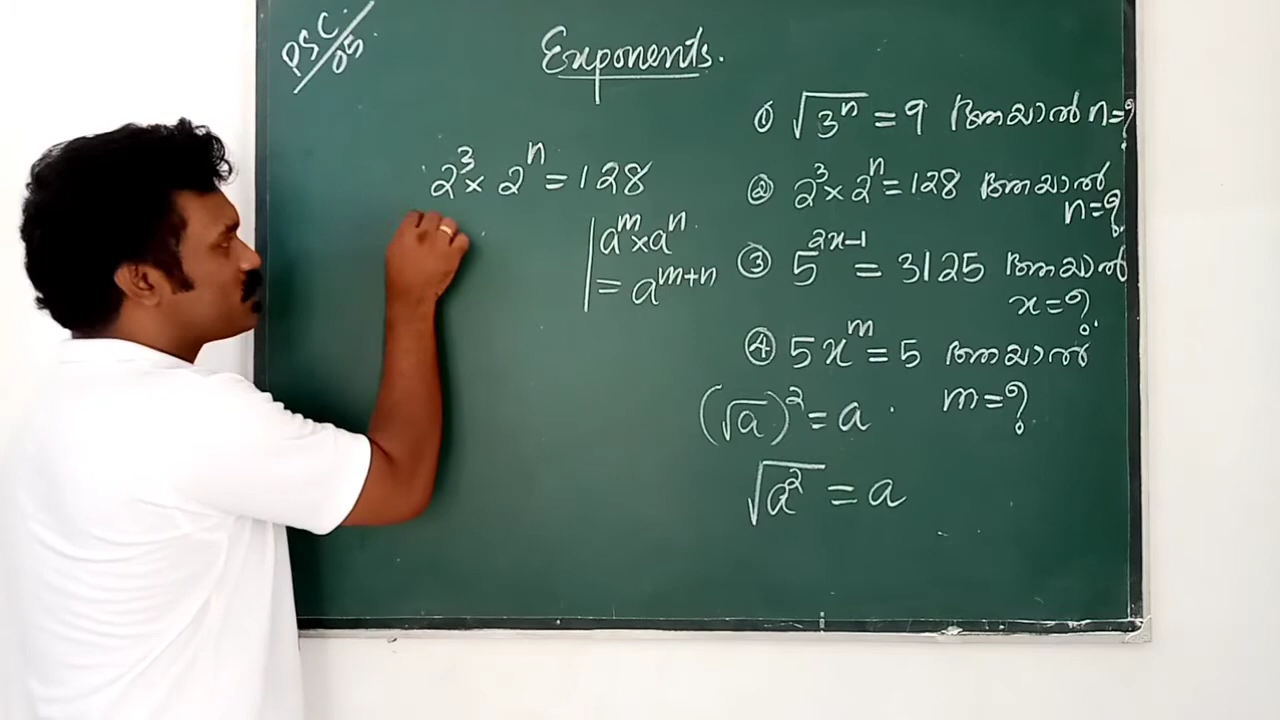 PSC/05.
Exponents.
2³ × 2ⁿ = 128
aᵐ × aⁿ
= aᵐ⁺ⁿ
① √3ⁿ = 9 ആയാൽ n = ?
② 2³ × 2ⁿ = 128 ആയാൽ
n = ?
③ 5²ˣ⁻¹ = 3125 ആയാൽ
x = ?
④ 5xᵐ = 5 ആയാൽ
m = ?
(√a)² = a.
√a² = a